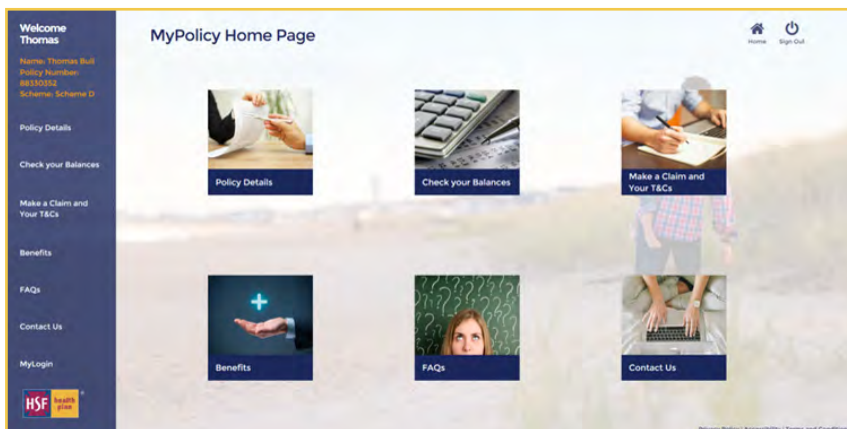 Welcome
Thomas
Name: Thomas Bull
Policy Number:
88330352
Scheme: Scheme D
Policy Details
Check your Balances
Make a Claim and
Your T&Cs
Benefits
FAQs
Contact Us
MyLogin
HSF health
plan
®
MyPolicy Home Page
Home
Sign Out
Policy Details
Check your Balances
Make a Claim and
Your T&Cs
Benefits
FAQs
Contact Us